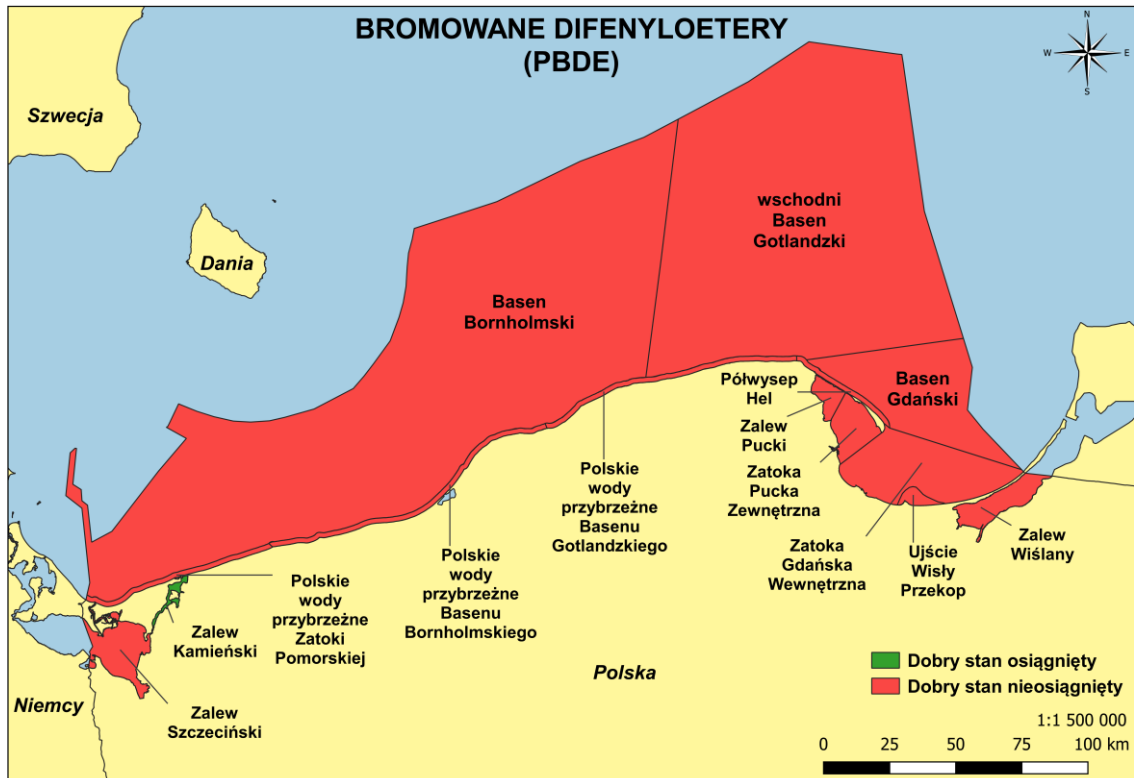 BROMOWANE DIFENYLOETERY
(PBDE)
N
W
E
S
Szwecja
Dania
wschodni
Basen
Gotlandzki
Basen
Bornholmski
Basen
Gdański
Półwysep
Hel
Zalew
Pucki
Zatoka
Pucka
Zewnętrzna
Zatoka
Gdańska
Wewnętrzna
Ujście
Wisły
Przekop
Zalew
Wiślany
Polskie
wody
przybrzeżne
Basenu
Gotlandzkiego
Polskie
wody
przybrzeżne
Basenu
Bornholmskiego
Polskie
wody
przybrzeżne
Zatoki
Pomorskiej
Zalew
Kamieński
Zalew
Szczeciński
Niemcy
Polska
Dobry stan osiągnięty
Dobry stan nieosiągnięty
1:1 500 000
0 25 50 75 100 km